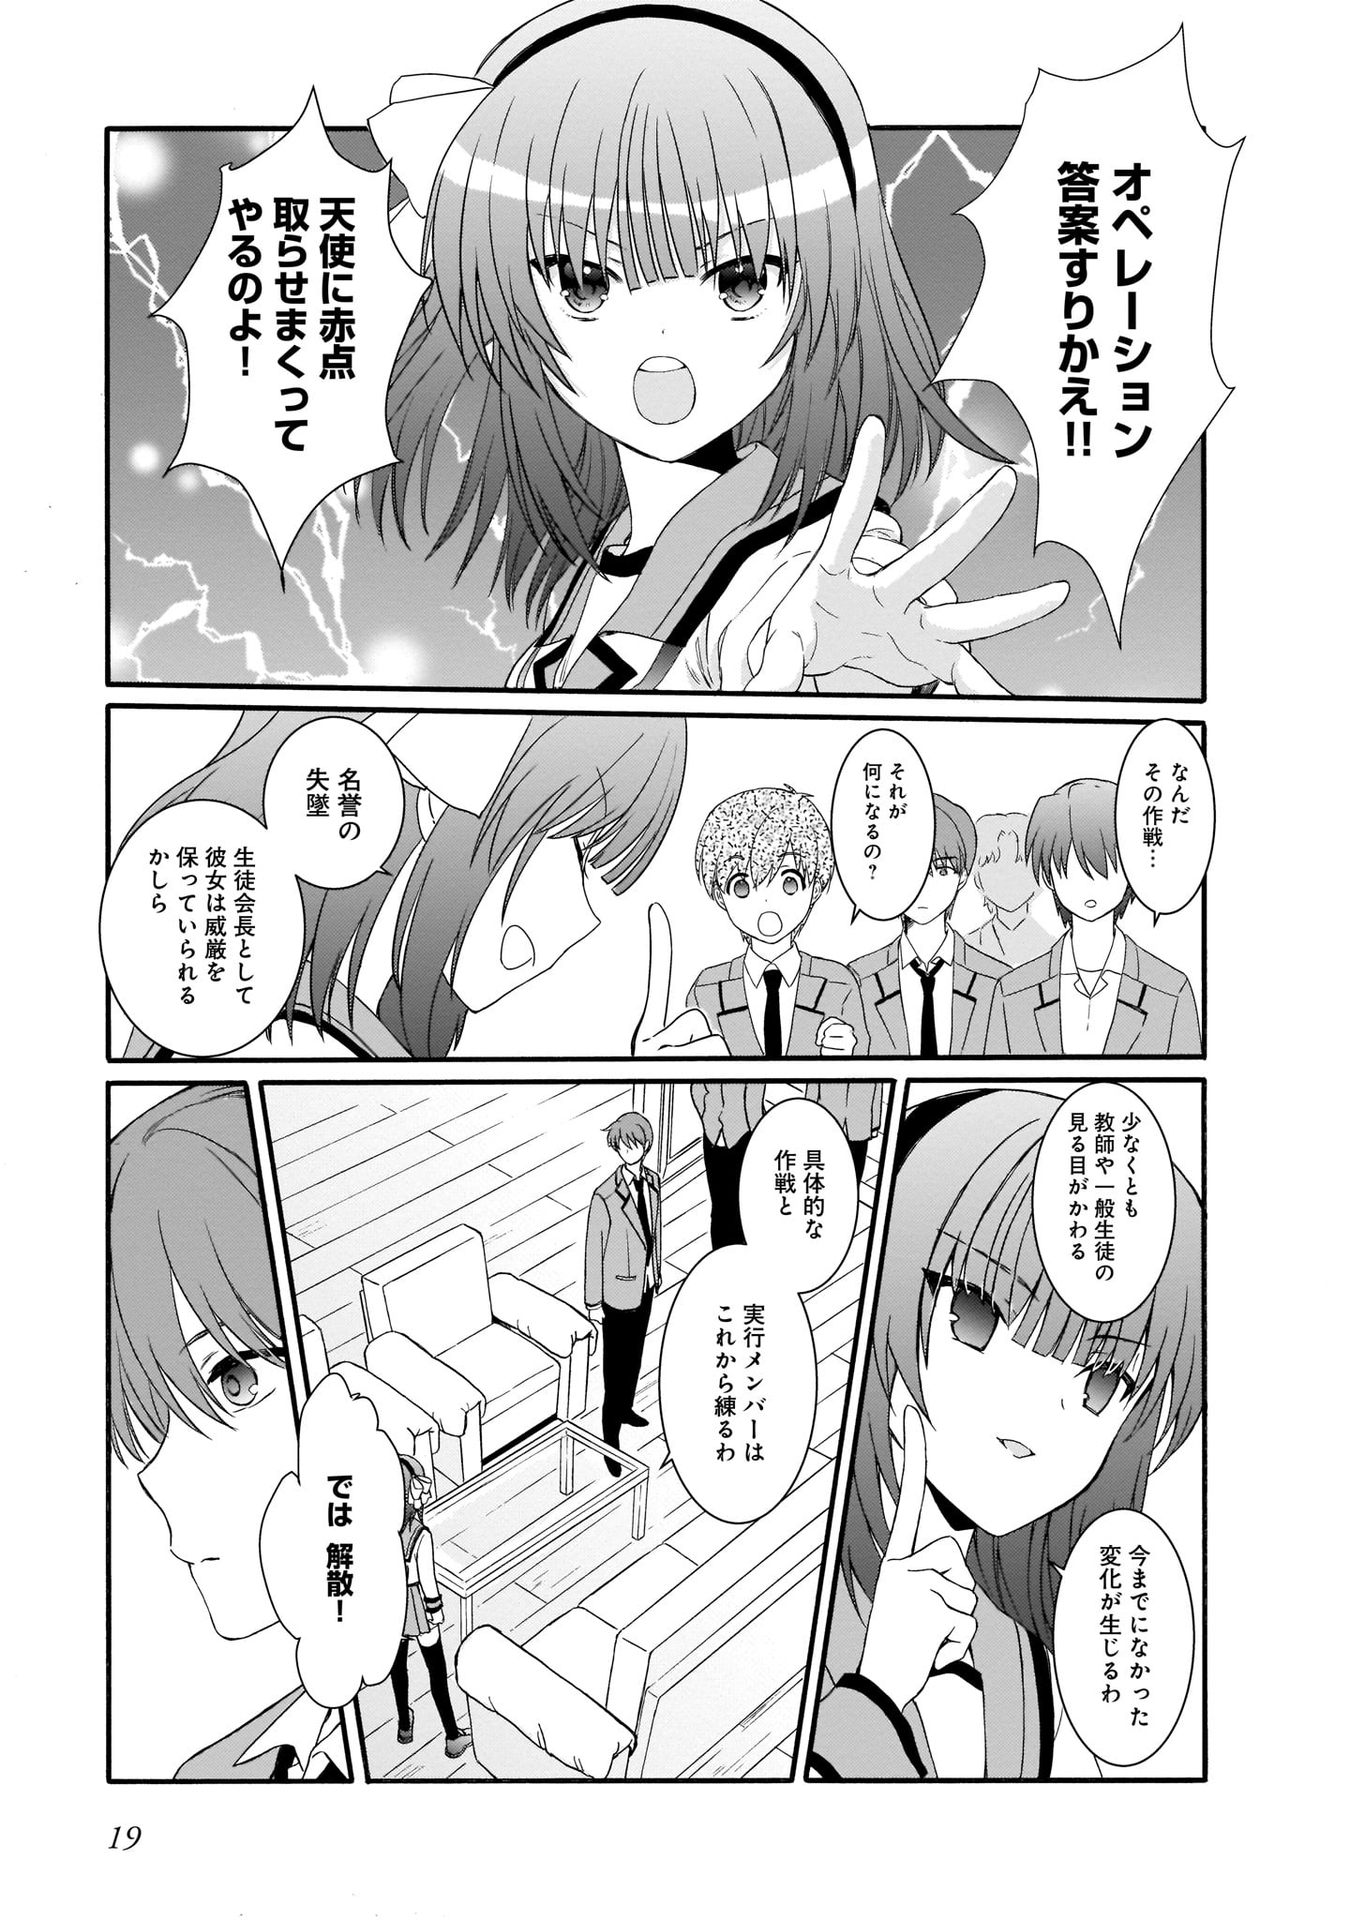 オペレーション
答案すりかえ!!
天使に赤点
取らせまくって
やるのよ！
なんだ
その作戦…
それが
何になるの？
名誉の
失墜
生徒会長として
彼女は威厳を
保っていられる
かしら
少なくとも
教師や一般生徒の
見る目がかわる
今までになかった
変化が生じるわ
具体的な
作戦と
実行メンバーは
これから練るわ
では 解散！
19